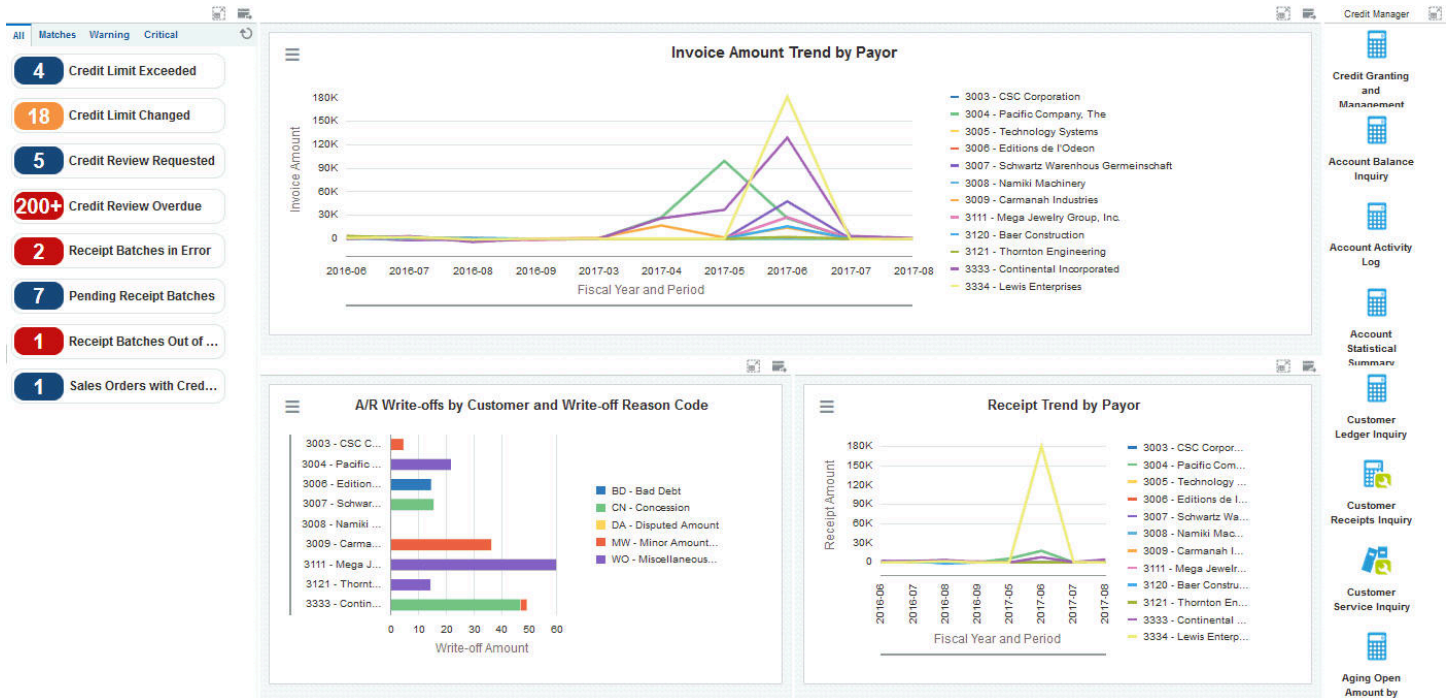 All Matches Warning Critical
4 Credit Limit Exceeded
18 Credit Limit Changed
5 Credit Review Requested
200+ Credit Review Overdue
2 Receipt Batches in Error
7 Pending Receipt Batches
1 Receipt Batches Out of ...
1 Sales Orders with Cred...
Invoice Amount Trend by Payor
Invoice Amount
180K
150K
120K
90K
60K
30K
0
2016-06 2016-07 2016-08 2016-09 2017-03 2017-04 2017-05 2017-06 2017-07 2017-08
Fiscal Year and Period
3003 - CSC Corporation
3004 - Pacific Company, The
3005 - Technology Systems
3006 - Editions de l'Odeon
3007 - Schwartz Warenhous Germeinschaft
3008 - Namiki Machinery
3009 - Carmanah Industries
3111 - Mega Jewelry Group, Inc.
3120 - Baer Construction
3121 - Thornton Engineering
3333 - Continental Incorporated
3334 - Lewis Enterprises
A/R Write-offs by Customer and Write-off Reason Code
3003 - CSC C...
3004 - Pacific ...
3006 - Edition...
3007 - Schwar...
3008 - Namiki ...
3009 - Carma...
3111 - Mega J...
3121 - Thornt...
3333 - Contin...
0 10 20 30 40 50 60
Write-off Amount
BD - Bad Debt
CN - Concession
DA - Disputed Amount
MW - Minor Amount...
WO - Miscellaneous...
Receipt Trend by Payor
Receipt Amount
180K
150K
120K
90K
60K
30K
0
2016-06 2016-07 2016-08 2016-09 2017-05 2017-06 2017-07 2017-08
Fiscal Year and Period
3003 - CSC Corpor...
3004 - Pacific Com...
3005 - Technology ...
3006 - Editions de l...
3007 - Schwartz Wa...
3008 - Namiki Mac...
3009 - Carmanah I...
3111 - Mega Jewelr...
3120 - Baer Constru...
3121 - Thornton En...
3333 - Continental ...
3334 - Lewis Enterp...
Credit Manager
Credit Granting
and
Management
Account Balance
Inquiry
Account Activity
Log
Account
Statistical
Summary
Customer
Ledger Inquiry
Customer
Receipts Inquiry
Customer
Service Inquiry
Aging Open
Amount by